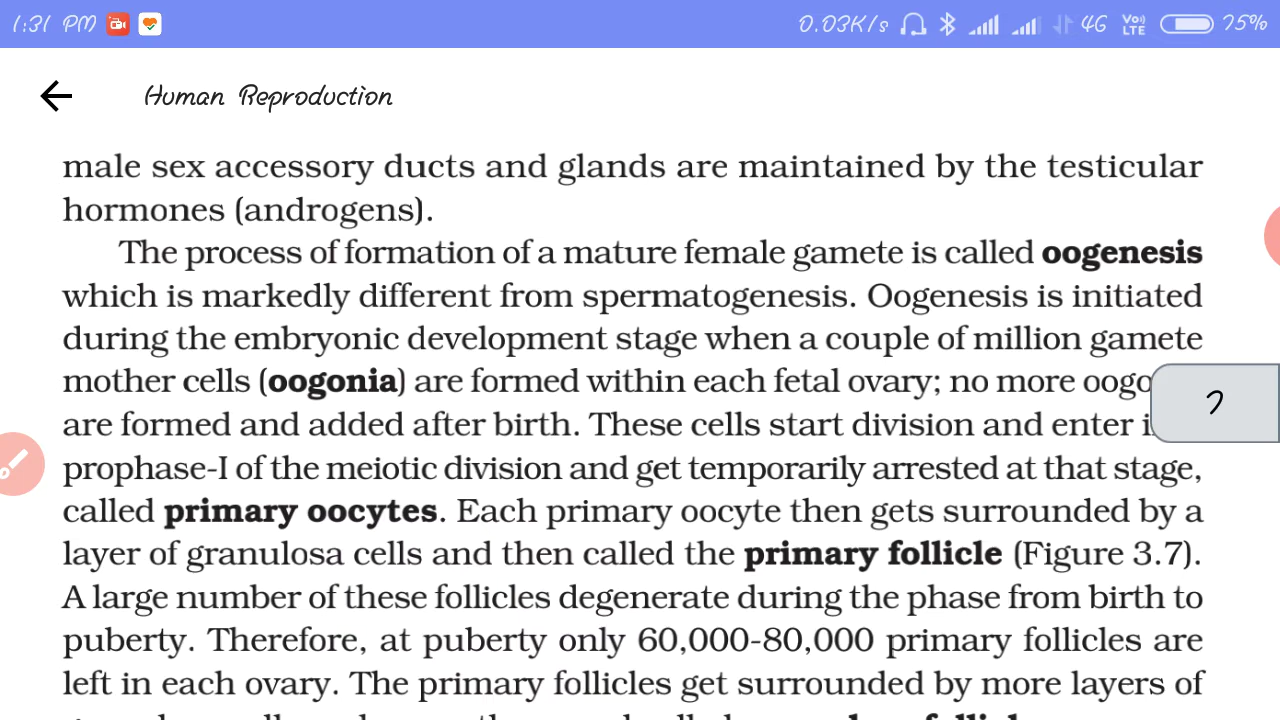 1:31 PM 0.03K/s 4G Vo)) LTE 75%
Human Reproduction
male sex accessory ducts and glands are maintained by the testicular
hormones (androgens).
The process of formation of a mature female gamete is called oogenesis
which is markedly different from spermatogenesis. Oogenesis is initiated
during the embryonic development stage when a couple of million gamete
mother cells (oogonia) are formed within each fetal ovary; no more
are formed and added after birth. These cells start division and enter
prophase-I of the meiotic division and get temporarily arrested at that stage,
called primary oocytes. Each primary oocyte then gets surrounded by a
layer of granulosa cells and then called the primary follicle (Figure 3.7).
A large number of these follicles degenerate during the phase from birth to
puberty. Therefore, at puberty only 60,000-80,000 primary follicles are
left in each ovary. The primary follicles get surrounded by more layers of